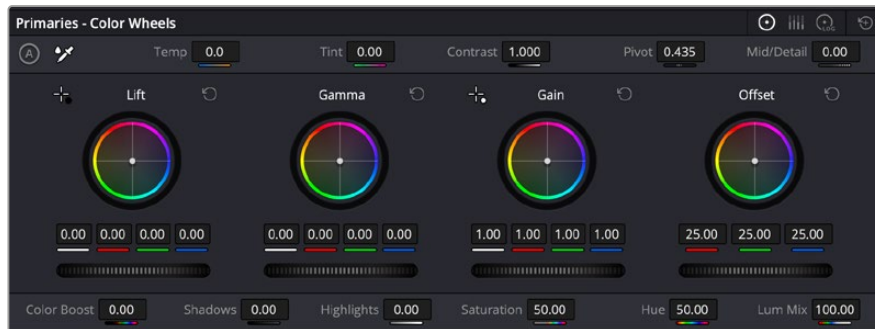 Primaries - Color Wheels
LOG
A Temp 0.0 Tint 0.00 Contrast 1.000 Pivot 0.435 Mid/Detail 0.00
Lift Gamma Gain Offset
0.00 0.00 0.00 0.00 0.00 0.00 0.00 0.00 1.00 1.00 1.00 1.00 25.00 25.00 25.00
Color Boost 0.00 Shadows 0.00 Highlights 0.00 Saturation 50.00 Hue 50.00 Lum Mix 100.00